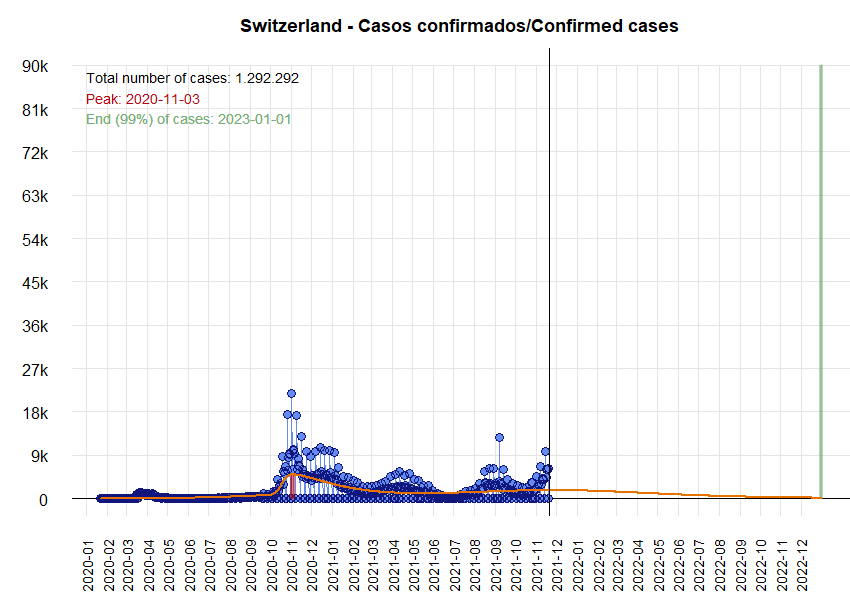 Switzerland - Casos confirmados/Confirmed cases
Total number of cases: 1.292.292
Peak: 2020-11-03
End (99%) of cases: 2023-01-01
90k
81k
72k
63k
54k
45k
36k
27k
18k
9k
0
2020-01
2020-02
2020-03
2020-04
2020-05
2020-06
2020-07
2020-08
2020-09
2020-10
2020-11
2020-12
2021-01
2021-02
2021-03
2021-04
2021-05
2021-06
2021-07
2021-08
2021-09
2021-10
2021-11
2021-12
2022-01
2022-02
2022-03
2022-04
2022-05
2022-06
2022-07
2022-08
2022-09
2022-10
2022-11
2022-12